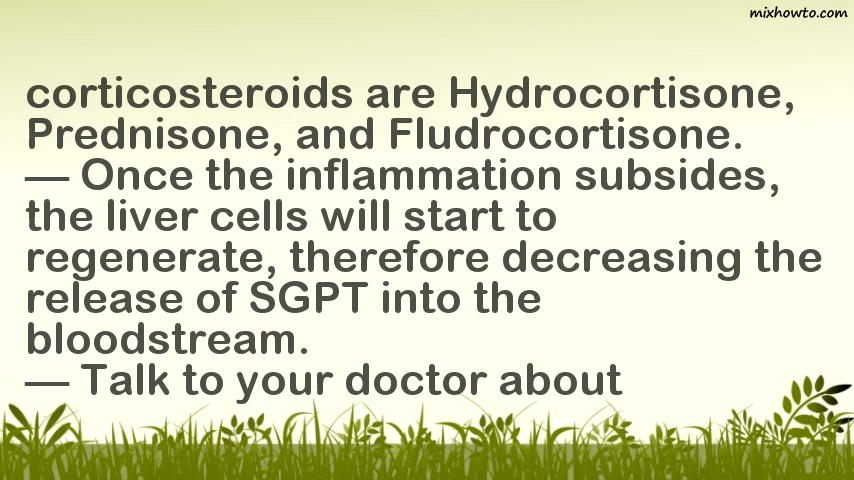 mixhowto.com
corticosteroids are Hydrocortisone,
Prednisone, and Fludrocortisone.
— Once the inflammation subsides,
the liver cells will start to
regenerate, therefore decreasing the
release of SGPT into the
bloodstream.
— Talk to your doctor about